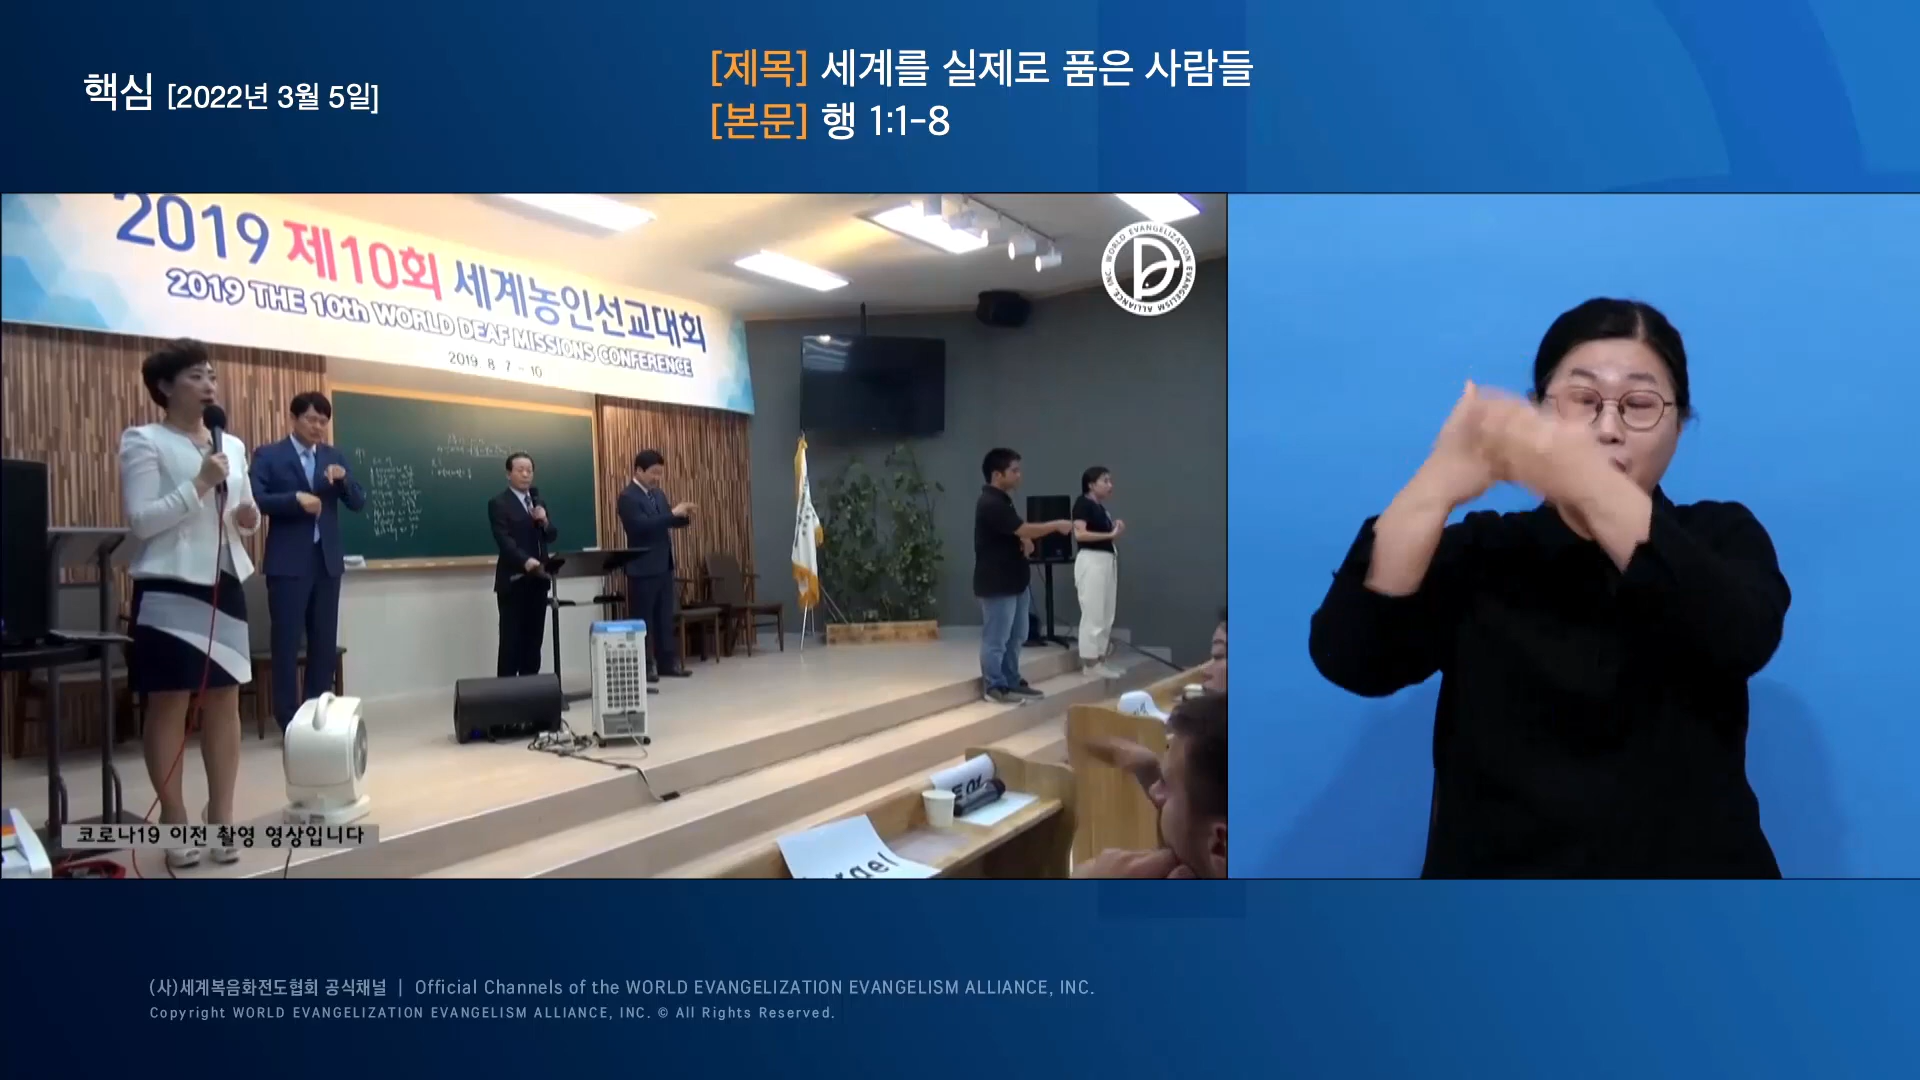 핵심 [2022년 3월 5일]
[제목] 세계를 실제로 품은 사람들
[본문] 행 1:1-8
2019 제10회 세계농인선교대회
2019 THE 10th WORLD DEAF MISSIONS CONFERENCE
2019. 8. 7 - 10
WORLD EVANGELIZATION EVANGELISM ALLIANCE, INC.
코로나19 이전 촬영 영상입니다
(사)세계복음화전도협회 공식채널 | Official Channels of the WORLD EVANGELIZATION EVANGELISM ALLIANCE, INC.
Copyright WORLD EVANGELIZATION EVANGELISM ALLIANCE, INC. © All Rights Reserved.